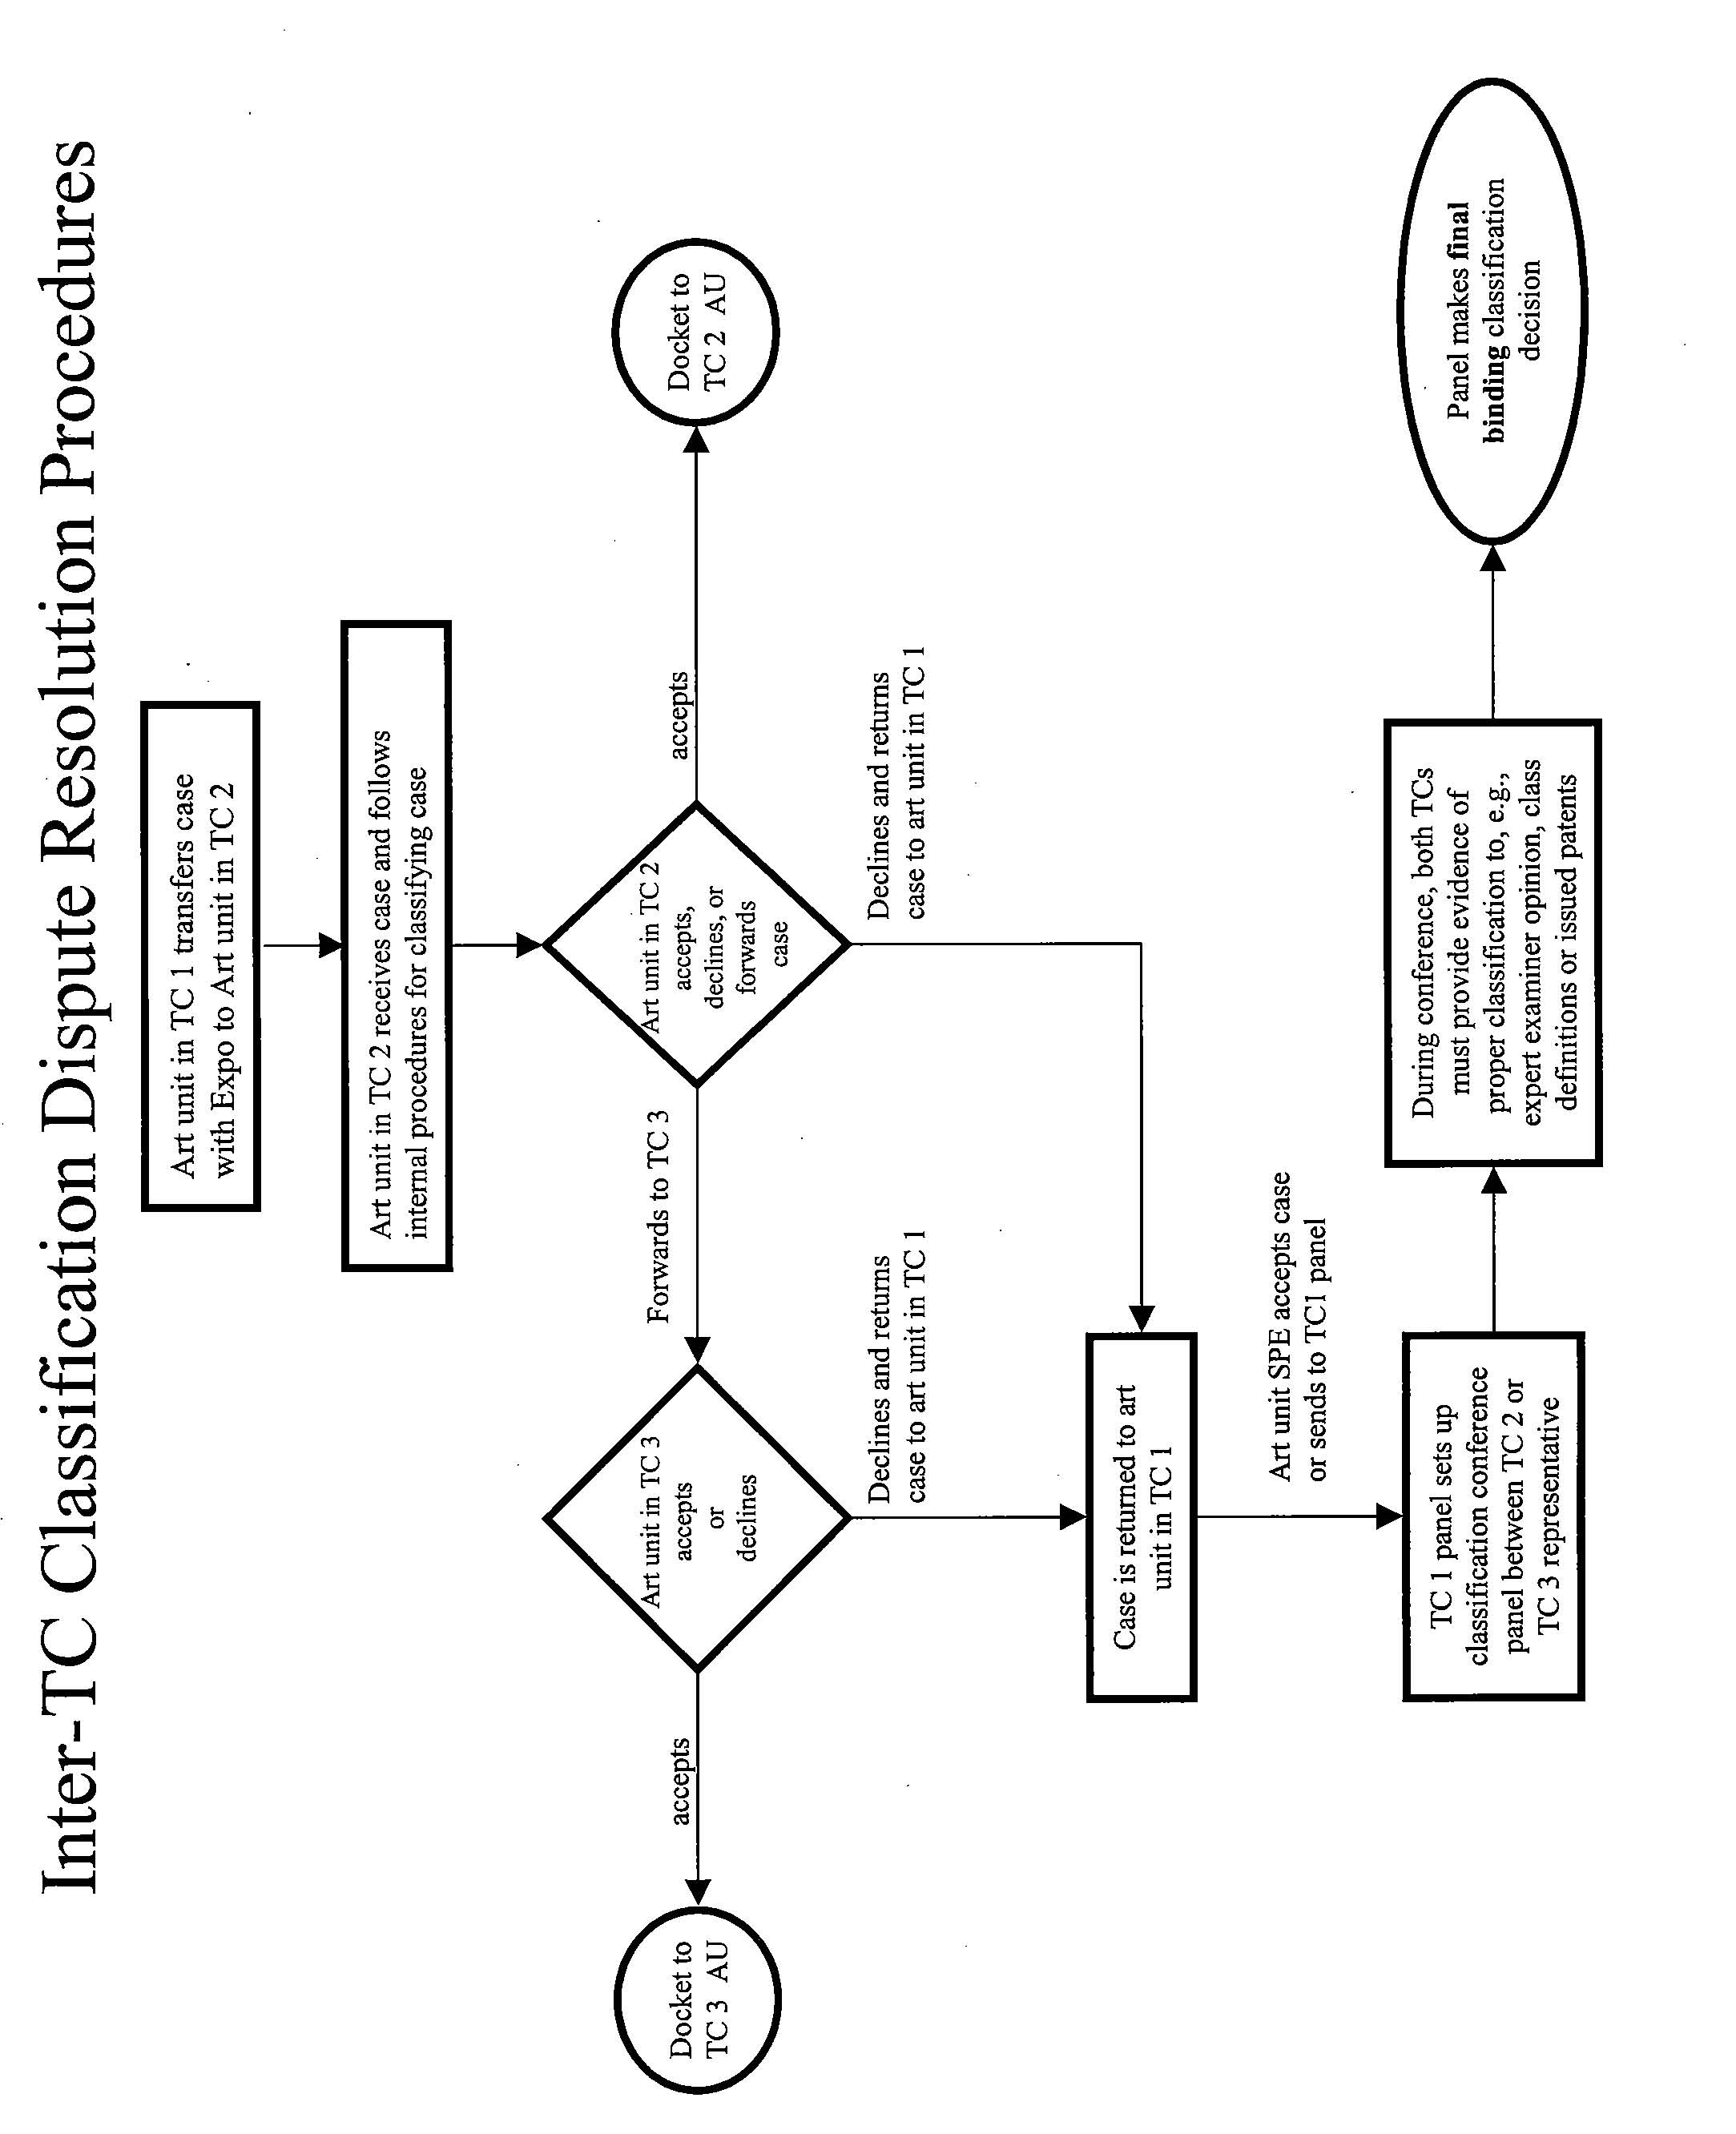 Inter-TC Classification Dispute Resolution Procedures
Art unit in TC 1 transfers case
with Expo to Art unit in TC 2
Art unit in TC 2 receives case and follows
internal procedures for classifying case
Docket to
TC 3 AU
accepts
Art unit in TC 3
accepts
or
declines
Forwards to TC 3
Art unit in TC 2
accepts,
declines, or
forwards
case
accepts
Docket to
TC 2 AU
Declines and returns
case to art unit in TC 1
Declines and returns
case to art unit in TC 1
Case is returned to art
unit in TC 1
Art unit SPE accepts case
or sends to TC1 panel
TC 1 panel sets up
classification conference
panel between TC 2 or
TC 3 representative
During conference, both TCs
must provide evidence of
proper classification to, e.g.,
expert examiner opinion, class
definitions or issued patents
Panel makes final
binding classification
decision